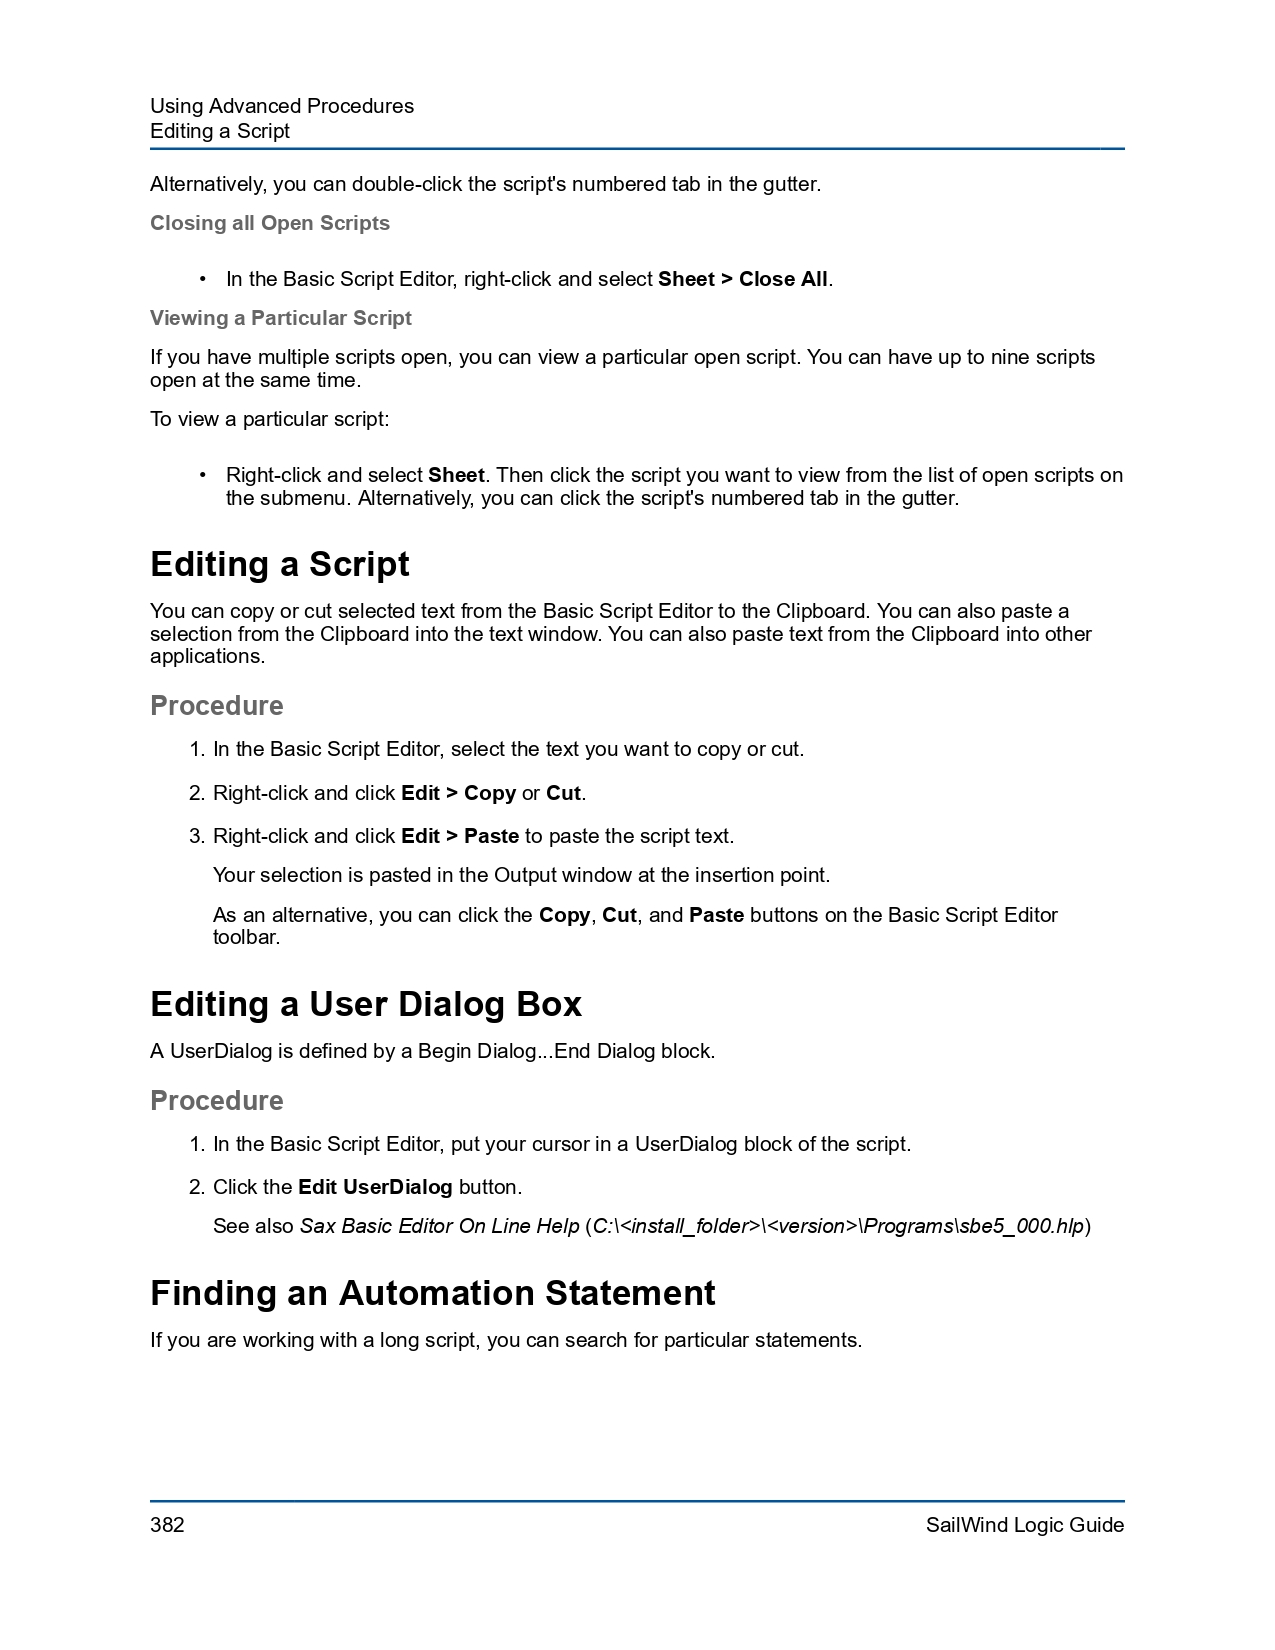 Using Advanced Procedures
Editing a Script
Alternatively, you can double-click the script's numbered tab in the gutter.
Closing all Open Scripts
• In the Basic Script Editor, right-click and select Sheet > Close All.
Viewing a Particular Script
If you have multiple scripts open, you can view a particular open script. You can have up to nine scripts
open at the same time.
To view a particular script:
• Right-click and select Sheet. Then click the script you want to view from the list of open scripts on
the submenu. Alternatively, you can click the script's numbered tab in the gutter.
Editing a Script
You can copy or cut selected text from the Basic Script Editor to the Clipboard. You can also paste a
selection from the Clipboard into the text window. You can also paste text from the Clipboard into other
applications.
Procedure
1. In the Basic Script Editor, select the text you want to copy or cut.
2. Right-click and click Edit > Copy or Cut.
3. Right-click and click Edit > Paste to paste the script text.
Your selection is pasted in the Output window at the insertion point.
As an alternative, you can click the Copy, Cut, and Paste buttons on the Basic Script Editor
toolbar.
Editing a User Dialog Box
A UserDialog is defined by a Begin Dialog...End Dialog block.
Procedure
1. In the Basic Script Editor, put your cursor in a UserDialog block of the script.
2. Click the Edit UserDialog button.
See also Sax Basic Editor On Line Help (C:\<install_folder>\<version>\Programs\sbe5_000.hlp)
Finding an Automation Statement
If you are working with a long script, you can search for particular statements.
382
SailWind Logic Guide